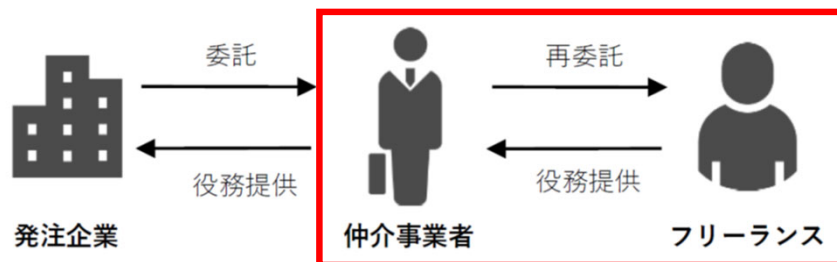 委託
再委託
役務提供
役務提供
発注企業
仲介事業者
フリーランス